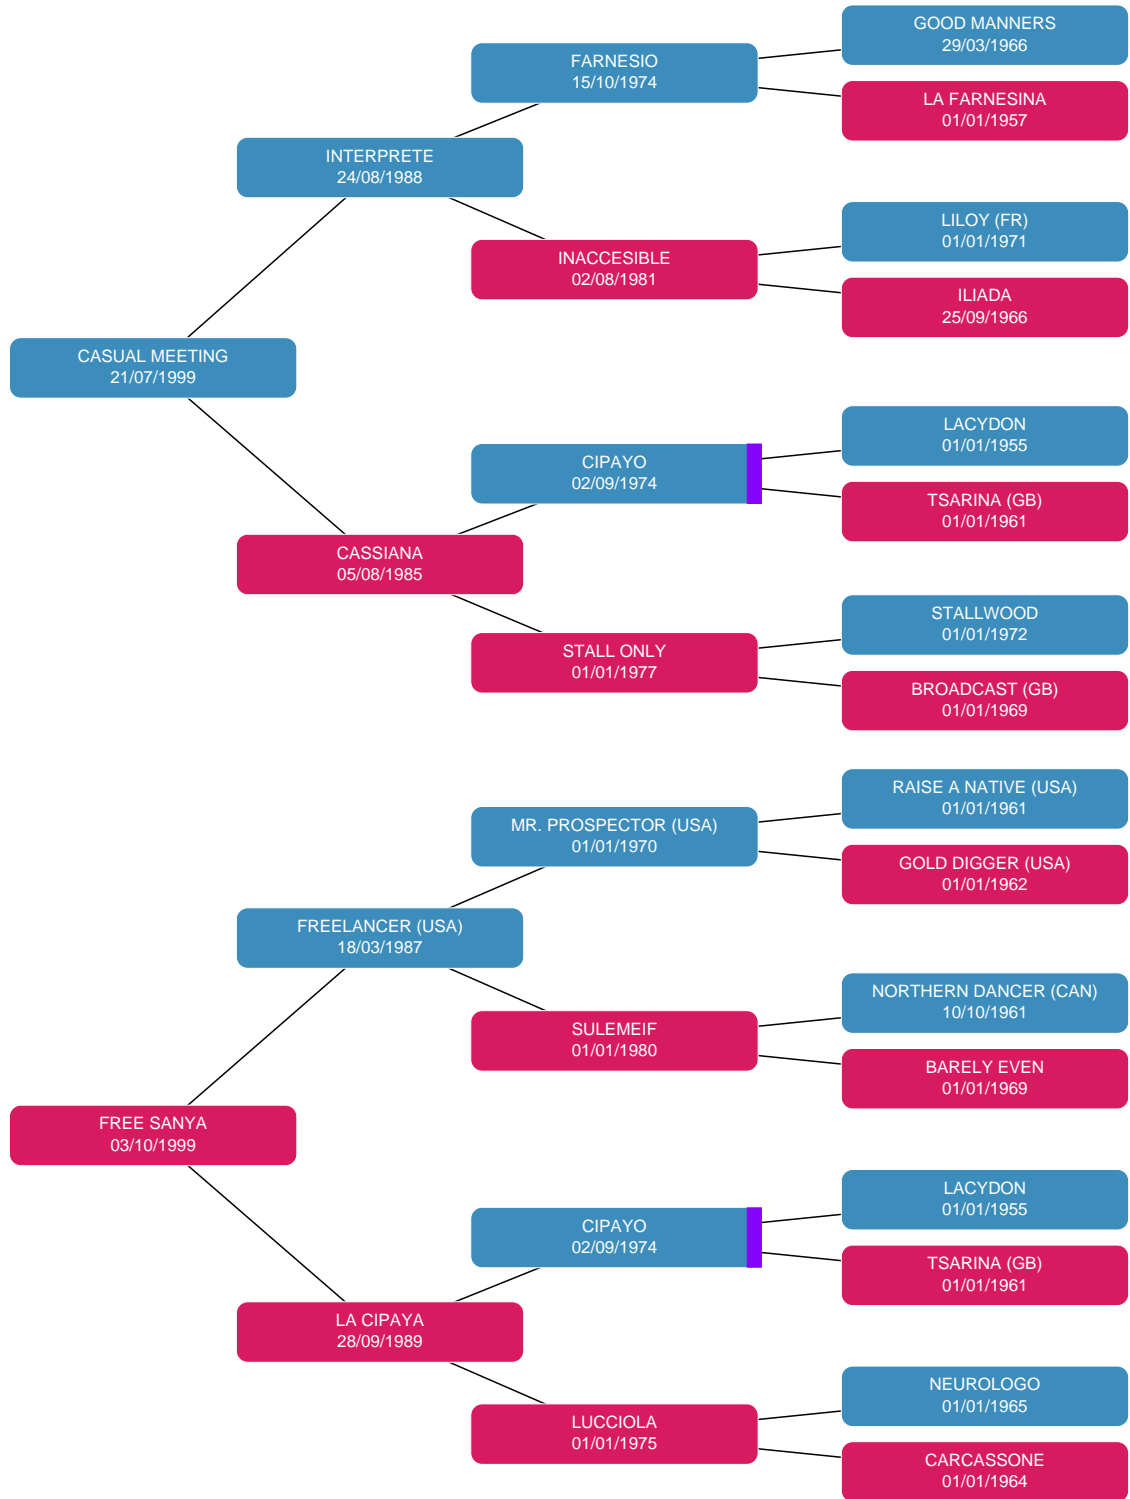 GOOD MANNERS
29/03/1966
FARNESIO
15/10/1974
LA FARNESINA
01/01/1957
INTERPRETE
24/08/1988
LILOY (FR)
01/01/1971
INACCESIBLE
02/08/1981
ILIADA
25/09/1966
CASUAL MEETING
21/07/1999
LACYDON
01/01/1955
CIPAYO
02/09/1974
TSARINA (GB)
01/01/1961
CASSIANA
05/08/1985
STALLWOOD
01/01/1972
STALL ONLY
01/01/1977
BROADCAST (GB)
01/01/1969
RAISE A NATIVE (USA)
01/01/1961
MR. PROSPECTOR (USA)
01/01/1970
GOLD DIGGER (USA)
01/01/1962
FREELANCER (USA)
18/03/1987
NORTHERN DANCER (CAN)
10/10/1961
SULEMEIF
01/01/1980
BARELY EVEN
01/01/1969
FREE SANYA
03/10/1999
LACYDON
01/01/1955
CIPAYO
02/09/1974
TSARINA (GB)
01/01/1961
LA CIPAYA
28/09/1989
NEUROLOGO
01/01/1965
LUCCIOLA
01/01/1975
CARCASSONE
01/01/1964